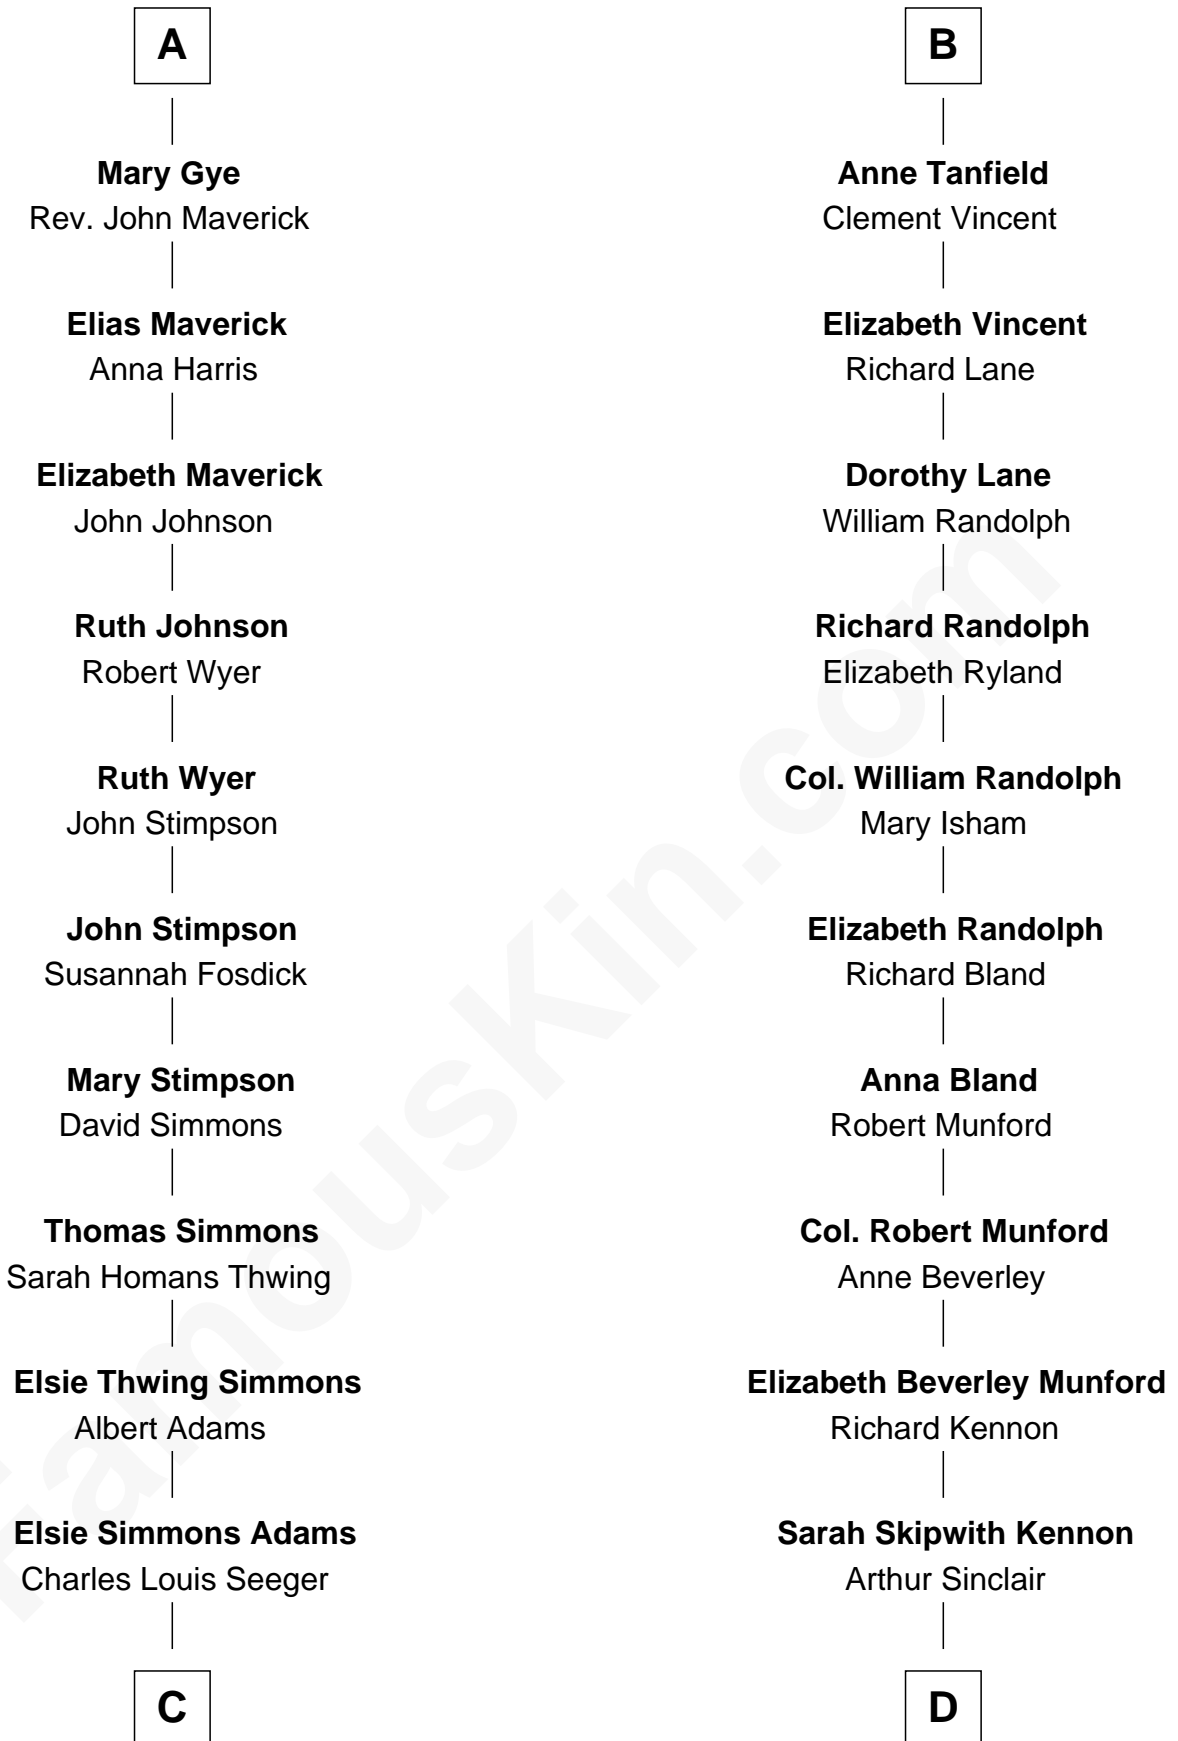 A
Mary Gye
Rev. John Maverick
Elias Maverick
Anna Harris
Elizabeth Maverick
John Johnson
Ruth Johnson
Robert Wyer
Ruth Wyer
John Stimpson
John Stimpson
Susannah Fosdick
Mary Stimpson
David Simmons
Thomas Simmons
Sarah Homans Thwing
Elsie Thwing Simmons
Albert Adams
Elsie Simmons Adams
Charles Louis Seeger
C
B
Anne Tanfield
Clement Vincent
Elizabeth Vincent
Richard Lane
Dorothy Lane
William Randolph
Richard Randolph
Elizabeth Ryland
Col. William Randolph
Mary Isham
Elizabeth Randolph
Richard Bland
Anna Bland
Robert Munford
Col. Robert Munford
Anne Beverley
Elizabeth Beverley Munford
Richard Kennon
Sarah Skipwith Kennon
Arthur Sinclair
D
FamousKin.com